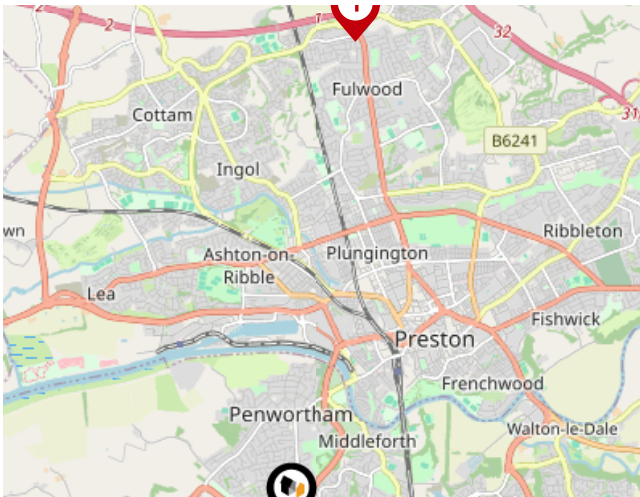 2
2
1
32
Fulwood
31
Cottam
B6241
Ingol
Ribbleton
wn
Ashton-on-
Ribble
Plungington
Lea
Fishwick
Preston
Frenchwood
Penwortham
Middleforth
Walton-le-Dale